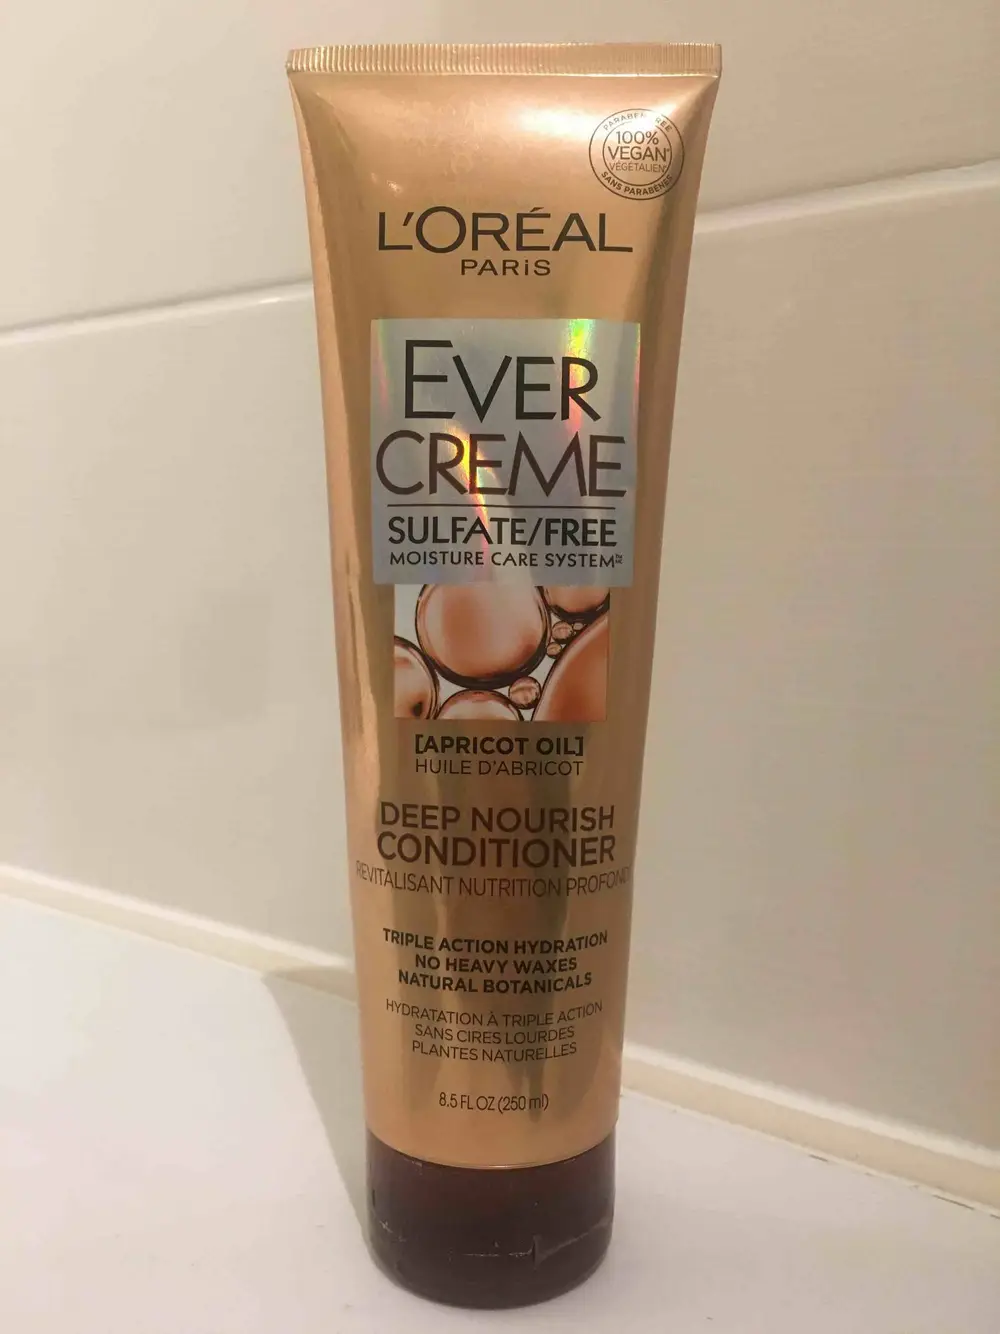 PARABEN FREE
100%
VEGAN*
VÉGÉTALIEN*
SANS PARABÈNES
L'ORÉAL
PARiS
EVER
CREME
SULFATE/FREE
MOISTURE CARE SYSTEM
[APRICOT OIL]
HUILE D'ABRICOT
DEEP NOURISH
CONDITIONER
REVITALISANT NUTRITION PROFOND
TRIPLE ACTION HYDRATION
NO HEAVY WAXES
NATURAL BOTANICALS
HYDRATATION À TRIPLE ACTION
SANS CIRES LOURDES
PLANTES NATURELLES
8.5 FL.OZ (250 ml)